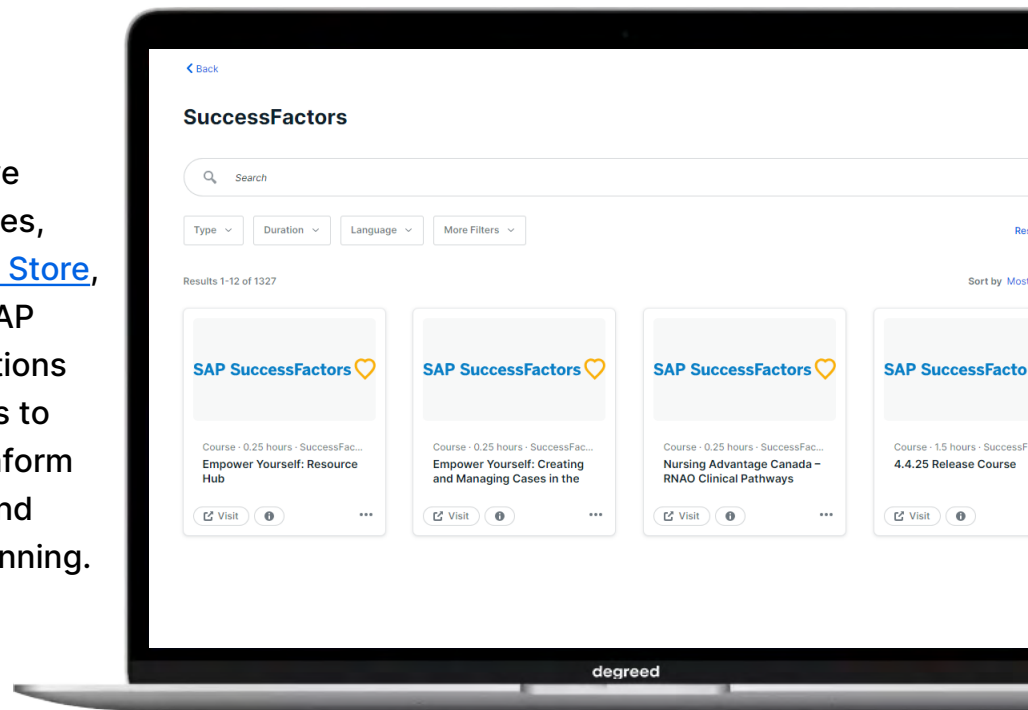 e
es,
Store,
AP
tions
s to
form
nd
nning.
Back
SuccessFactors
Search
Type
Duration
Language
More Filters
Res
Results 1-12 of 1327
Sort by Most
SAP SuccessFactors
SAP SuccessFactors
SAP SuccessFactors
SAP SuccessFacto
Course · 0.25 hours · SuccessFac...
Empower Yourself: Resource
Hub
Visit
Course · 0.25 hours · SuccessFac...
Empower Yourself: Creating
and Managing Cases in the
Visit
Course · 0.25 hours · SuccessFac...
Nursing Advantage Canada –
RNAO Clinical Pathways
Visit
Course · 1.5 hours · SuccessF
4.4.25 Release Course
Visit
degreed